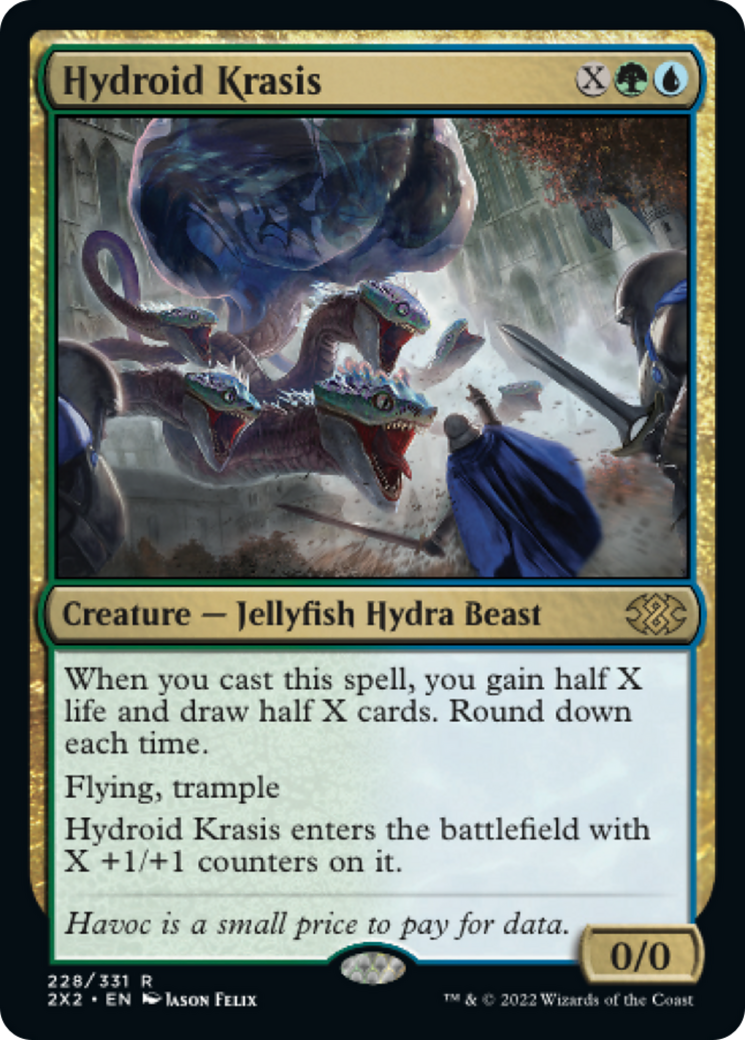 Hydroid Krasis X
Creature — Jellyfish Hydra Beast
When you cast this spell, you gain half X
life and draw half X cards. Round down
each time.
Flying, trample
Hydroid Krasis enters the battlefield with
X +1/+1 counters on it.
Havoc is a small price to pay for data.
0/0
228/331 R
2X2 • EN Jason Felix
™ & © 2022 Wizards of the Coast